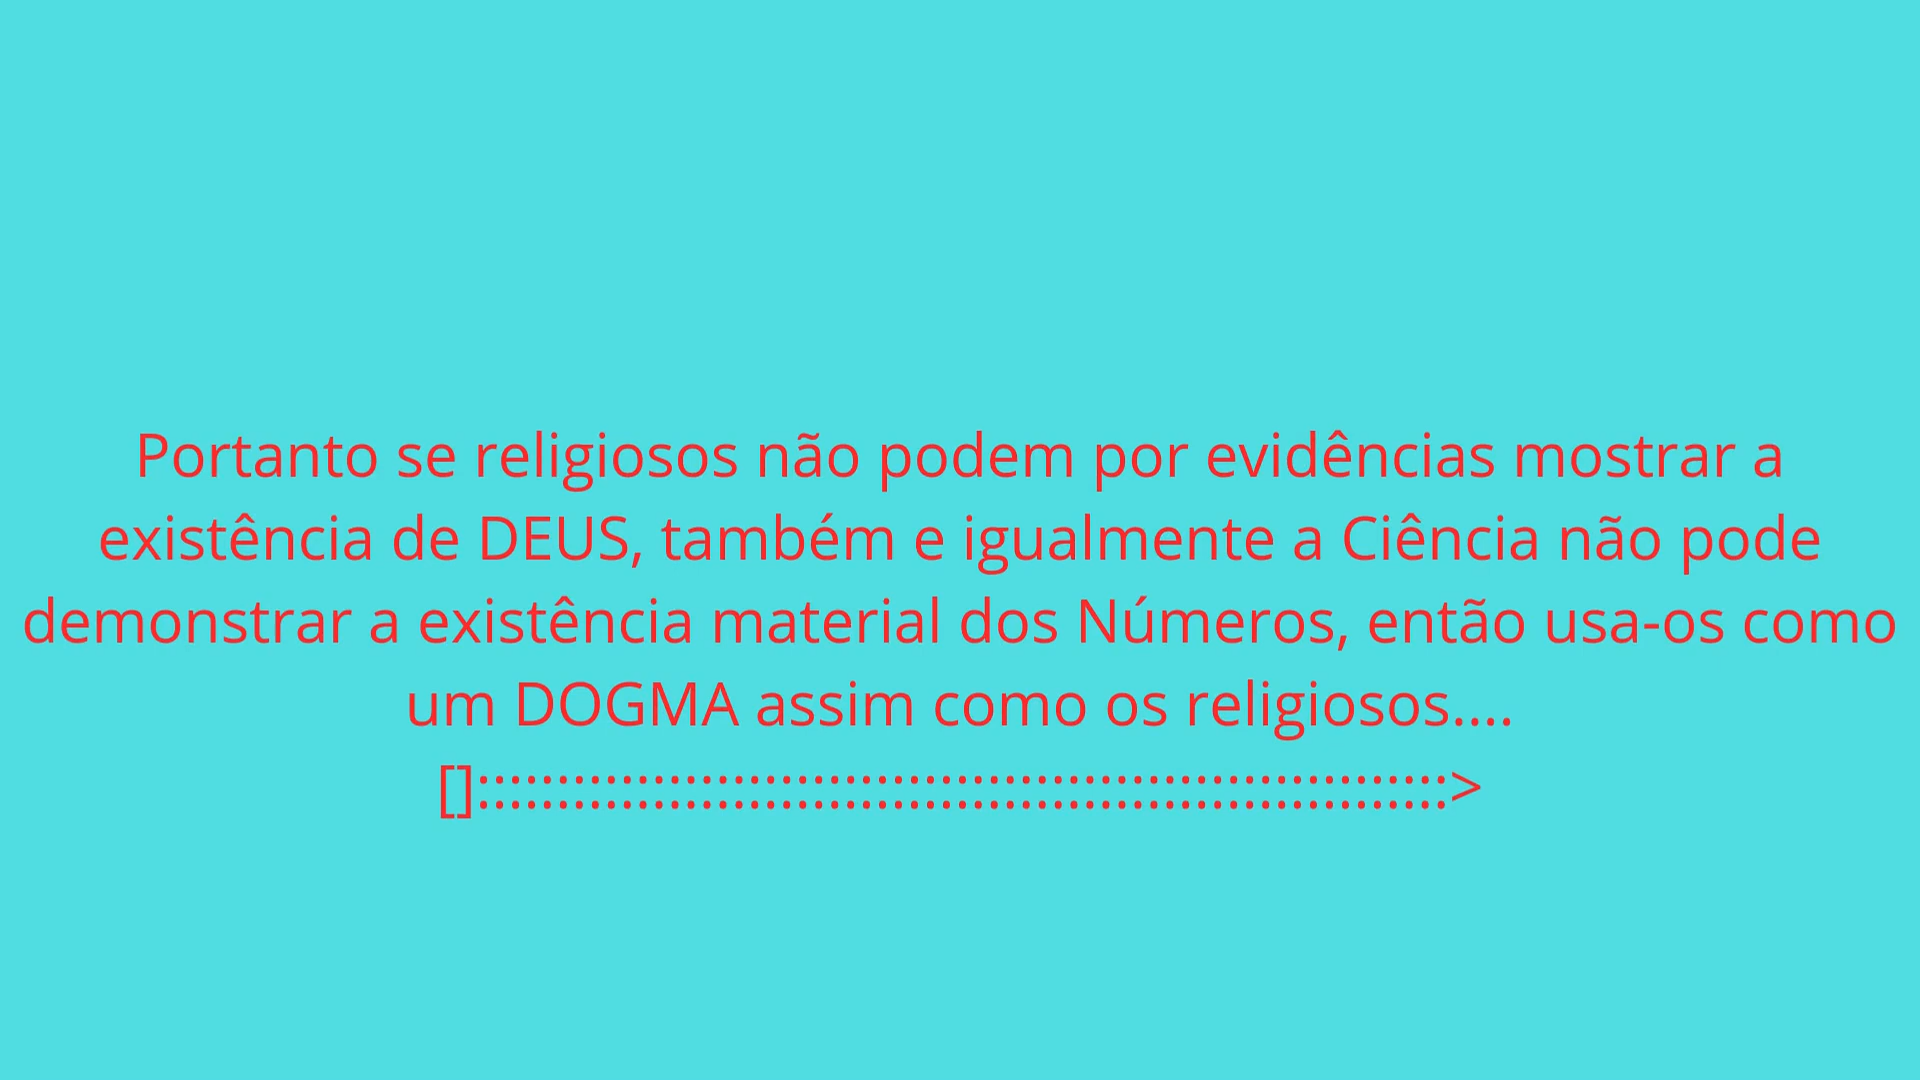 Portanto se religiosos não podem por evidências mostrar a
existência de DEUS, também e igualmente a Ciência não pode
demonstrar a existência material dos Números, então usa-os como
um DOGMA assim como os religiosos....
[]:::::::::::::::::::::::::::::::::::::::::::::::::::::::::::::>